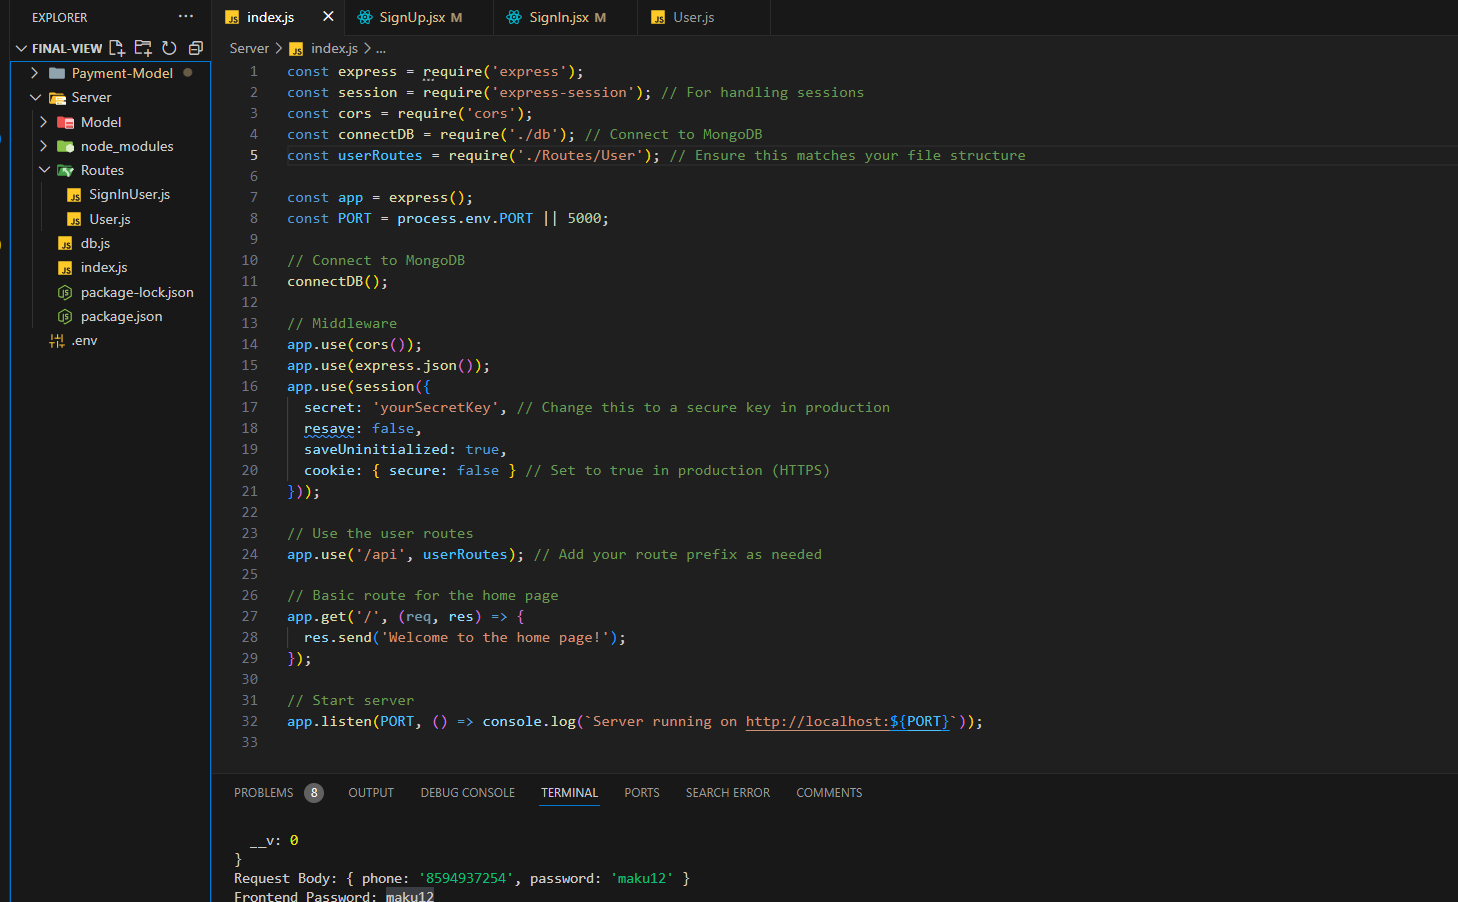 EXPLORER ...
FINAL-VIEW
Payment-Model
Server
Model
node_modules
Routes
JS SignInUser.js
JS User.js
JS db.js
JS index.js
package-lock.json
package.json
.env
JS index.js SignUp.jsx M SignIn.jsx M JS User.js
Server > JS index.js > ...
1 const express = require('express');
2 const session = require('express-session'); // For handling sessions
3 const cors = require('cors');
4 const connectDB = require('./db'); // Connect to MongoDB
5 const userRoutes = require('./Routes/User'); // Ensure this matches your file structure
6
7 const app = express();
8 const PORT = process.env.PORT || 5000;
9
10 // Connect to MongoDB
11 connectDB();
12
13 // Middleware
14 app.use(cors());
15 app.use(express.json());
16 app.use(session({
17 secret: 'yourSecretKey', // Change this to a secure key in production
18 resave: false,
19 saveUninitialized: true,
20 cookie: { secure: false } // Set to true in production (HTTPS)
21 }));
22
23 // Use the user routes
24 app.use('/api', userRoutes); // Add your route prefix as needed
25
26 // Basic route for the home page
27 app.get('/', (req, res) => {
28 res.send('Welcome to the home page!');
29 });
30
31 // Start server
32 app.listen(PORT, () => console.log(`Server running on http://localhost:${PORT}`));
33
PROBLEMS 8 OUTPUT DEBUG CONSOLE TERMINAL PORTS SEARCH ERROR COMMENTS
__v: 0
}
Request Body: { phone: '8594937254', password: 'maku12' }
Frontend Password: maku12